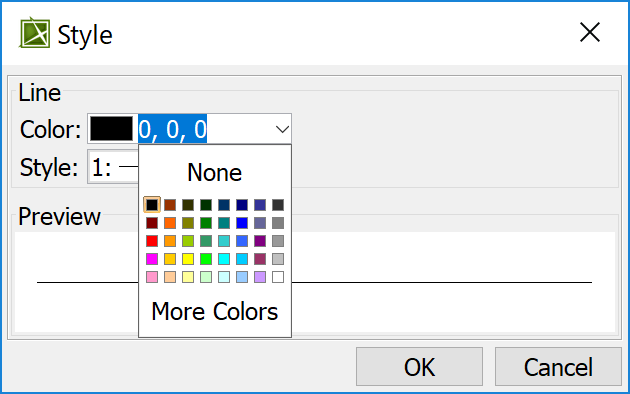 Style
Line
Color: 0, 0, 0
Style: 1:
None
Preview
More Colors
OK
Cancel